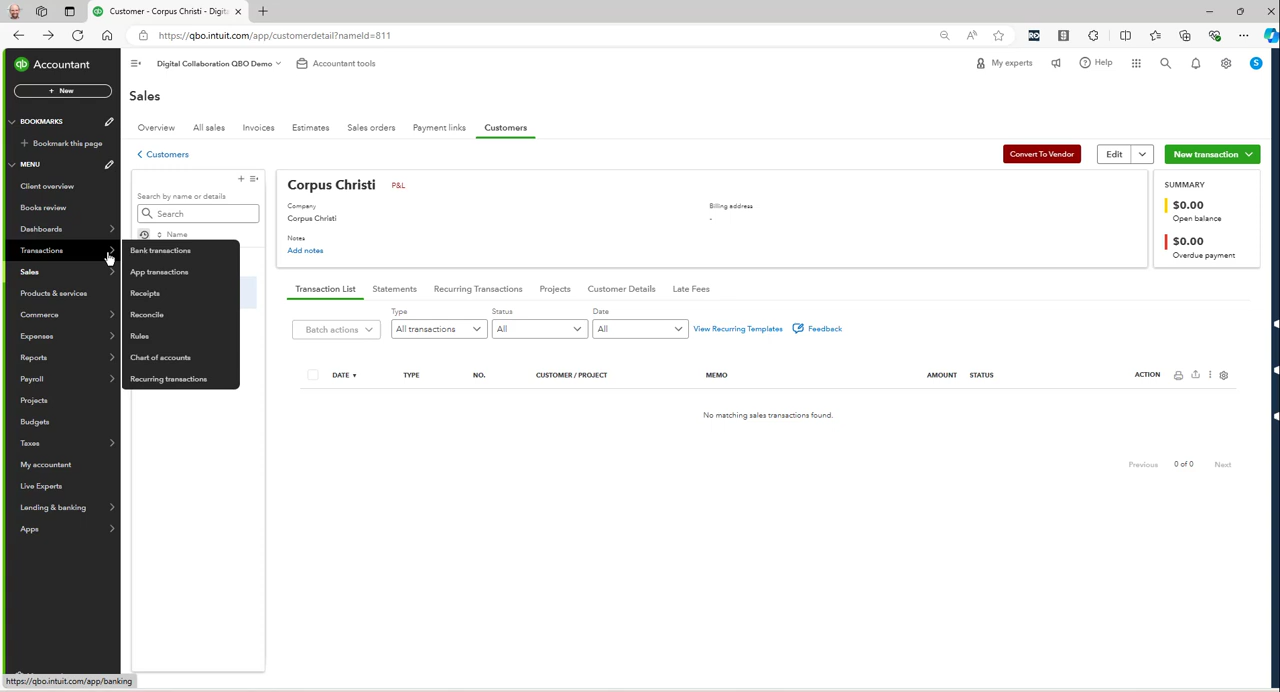 Customer - Corpus Christi - Digit
https://qbo.intuit.com/app/customerdetail?nameId=811
qb Accountant
Digital Collaboration QBO Demo
Accountant tools
My experts
Help
S
+ New
Sales
BOOKMARKS
+ Bookmark this page
MENU
Client overview
Books review
Dashboards
Transactions
Sales
Products & services
Commerce
Expenses
Reports
Payroll
Projects
Budgets
Taxes
My accountant
Live Experts
Lending & banking
Apps
https://qbo.intuit.com/app/banking
Bank transactions
App transactions
Receipts
Reconcile
Rules
Chart of accounts
Recurring transactions
Overview
All sales
Invoices
Estimates
Sales orders
Payment links
Customers
Customers
Convert To Vendor
Edit
New transaction
Search by name or details
Search
Name
Corpus Christi
P&L
Company
Corpus Christi
Billing address
-
Notes
Add notes
SUMMARY
$0.00
Open balance
$0.00
Overdue payment
Transaction List
Statements
Recurring Transactions
Projects
Customer Details
Late Fees
Type
Status
Date
Batch actions
All transactions
All
All
View Recurring Templates
Feedback
DATE
TYPE
NO.
CUSTOMER / PROJECT
MEMO
AMOUNT
STATUS
ACTION
No matching sales transactions found.
Previous
0 of 0
Next